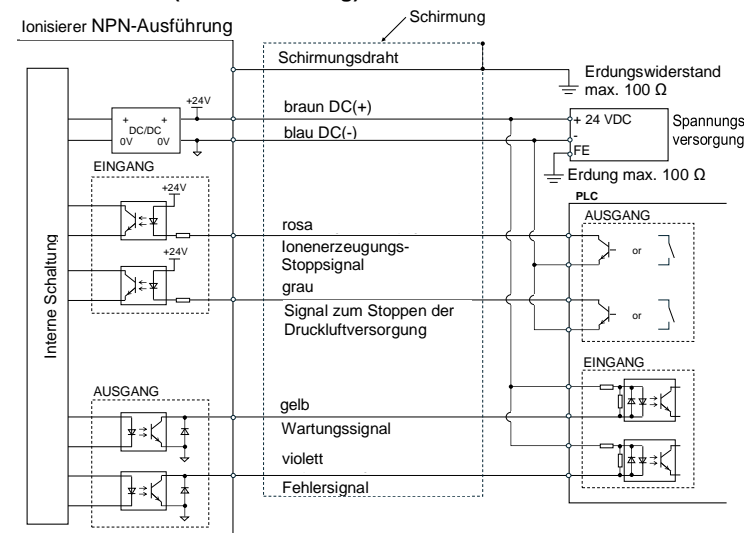 Schirmung
Ionisierer NPN-Ausführung
Schirmungsdraht
Erdungswiderstand
max. 100 Ω
+24V
braun DC(+)
+ 24 VDC
Spannungs
versorgung
+ +
DC/DC
0V 0V
blau DC(-)
-
FE
Erdung max. 100 Ω
EINGANG
+24V
PLC
AUSGANG
rosa
or
Ionenerzeugungs-
Stoppsignal
+24V
grau
or
Signal zum Stoppen der
Druckluftversorgung
Interne Schaltung
EINGANG
AUSGANG
gelb
Wartungssignal
violett
Fehlersignal